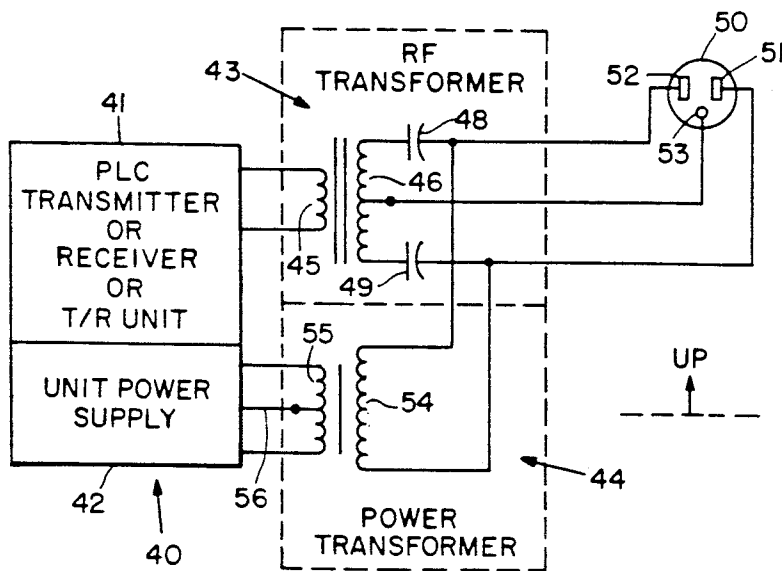 50
51
52
53
RF
TRANSFORMER
43
48
46
45
49
41
PLC
TRANSMITTER
OR
RECEIVER
OR
T/R UNIT
55
54
UNIT POWER
SUPPLY
56
42
40
44
POWER
TRANSFORMER
UP